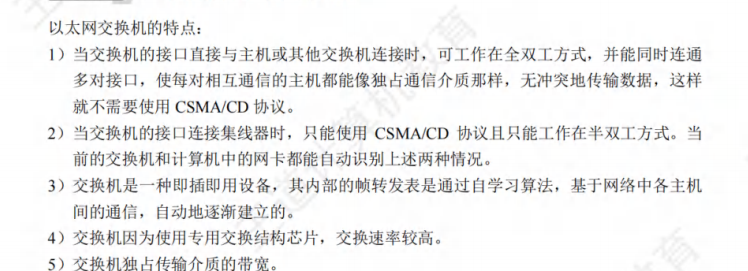 以太网交换机的特点：
1）当交换机的接口直接与主机或其他交换机连接时，可工作在全双工方式，并能同时连通
多对接口，使每对相互通信的主机都能像独占通信介质那样，无冲突地传输数据，这样
就不需要使用 CSMA/CD 协议。
2）当交换机的接口连接集线器时，只能使用 CSMA/CD 协议且只能工作在半双工方式。当
前的交换机和计算机中的网卡都能自动识别上述两种情况。
3）交换机是一种即插即用设备，其内部的帧转发表是通过自学习算法，基于网络中各主机
间的通信，自动地逐渐建立的。
4）交换机因为使用专用交换结构芯片，交换速率较高。
5）交换机独占传输介质的带宽。